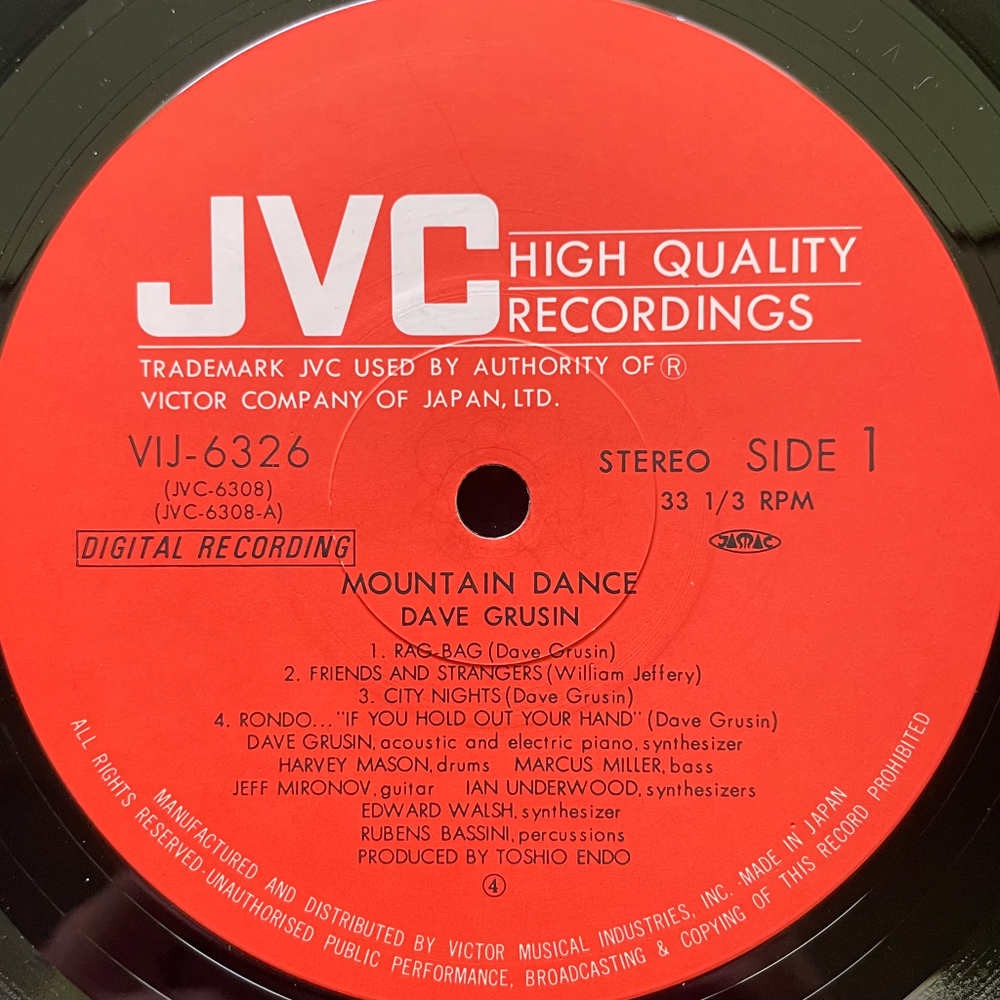 JVC
HIGH QUALITY
RECORDINGS
TRADEMARK JVC USED BY AUTHORITY OF Ⓡ
VICTOR COMPANY OF JAPAN, LTD.
VIJ-6326
(JVC-6308)
(JVC-6308-A)
DIGITAL RECORDING
STEREO SIDE 1
33 1/3 RPM
JASRAC
MOUNTAIN DANCE
DAVE GRUSIN
1. RAG-BAG (Dave Grusin)
2. FRIENDS AND STRANGERS (William Jeffery)
3. CITY NIGHTS (Dave Grusin)
4. RONDO... "IF YOU HOLD OUT YOUR HAND" (Dave Grusin)
DAVE GRUSIN, acoustic and electric piano, synthesizer
HARVEY MASON, drums MARCUS MILLER, bass
JEFF MIRONOV, guitar IAN UNDERWOOD, synthesizers
EDWARD WALSH, synthesizer
RUBENS BASSINI, percussions
PRODUCED BY TOSHIO ENDO
④
MANUFACTURED AND DISTRIBUTED BY VICTOR MUSICAL INDUSTRIES, INC. · MADE IN JAPAN
ALL RIGHTS RESERVED · UNAUTHORISED PUBLIC PERFORMANCE, BROADCASTING & COPYING OF THIS RECORD PROHIBITED